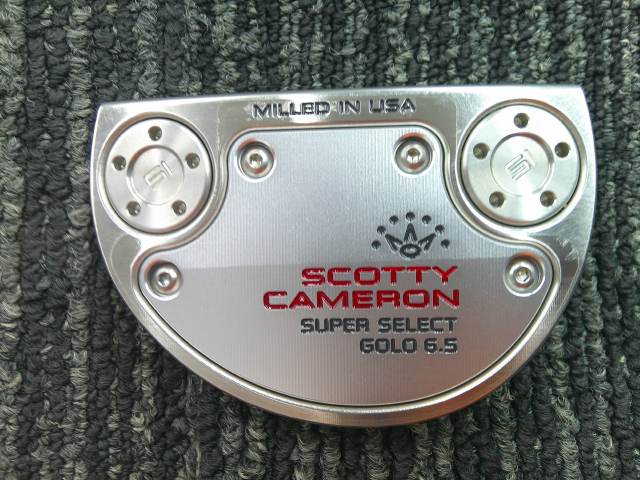 MILLED IN USA
SCOTTY
CAMERON
SUPER SELECT
GOLO 6.5